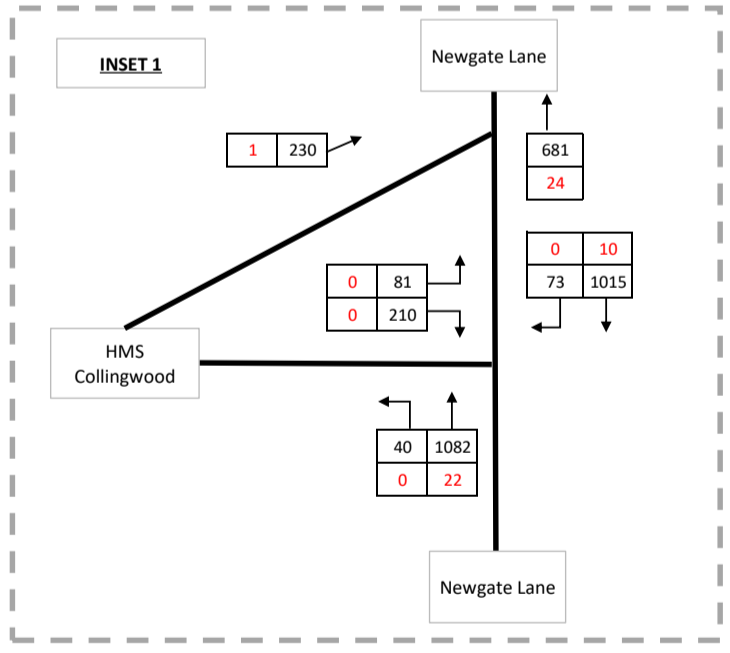 Newgate Lane
INSET 1
1 230
681
24
0 10
73 1015
0 81
0 210
HMS
Collingwood
40 1082
0 22
Newgate Lane